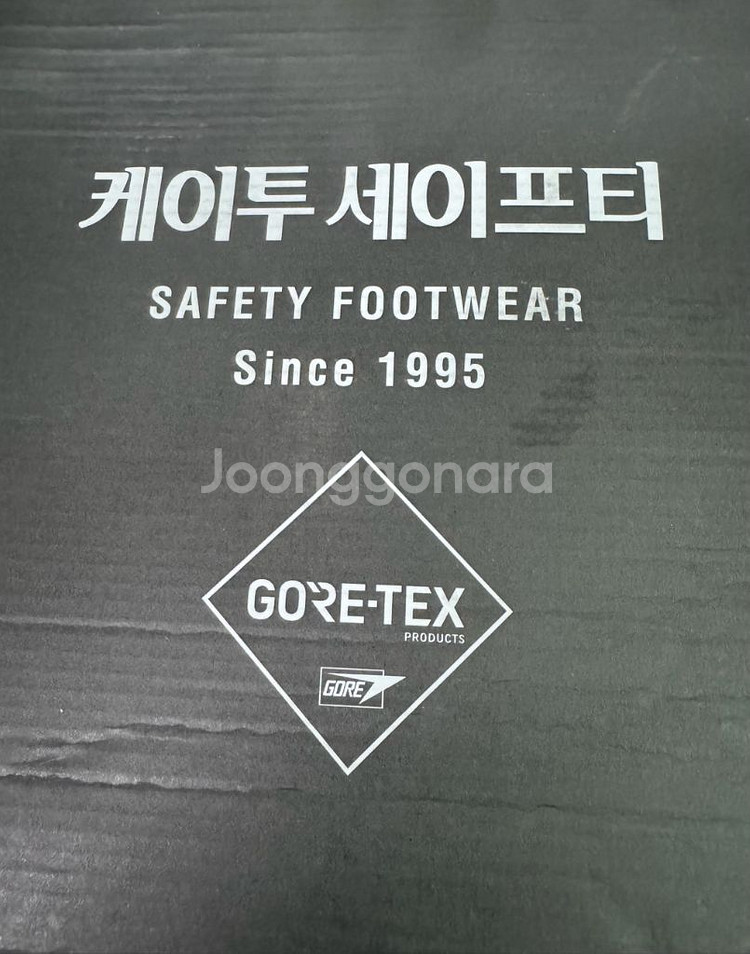 케이투 세이프티
SAFETY FOOTWEAR
Since 1995
Joonggonara
GORE-TEX
PRODUCTS
GORE